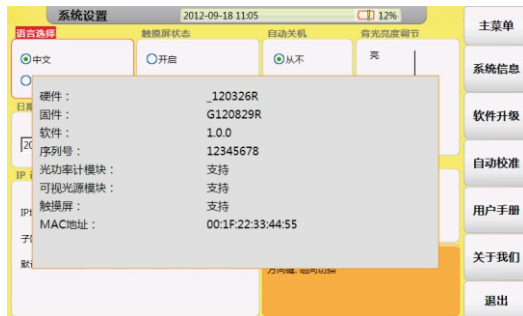 系统设置 2012-09-18 11:05 12%
语言选择 触摸屏状态 自动关机 背光亮度调节
中文 开启 从不 亮
硬件： _120326R
固件： G120829R
软件： 1.0.0
序列号： 12345678
光功率计模块： 支持
可视光源模块： 支持
触摸屏： 支持
MAC地址： 00:1F:22:33:44:55
主菜单
系统信息
软件升级
自动校准
用户手册
关于我们
退出